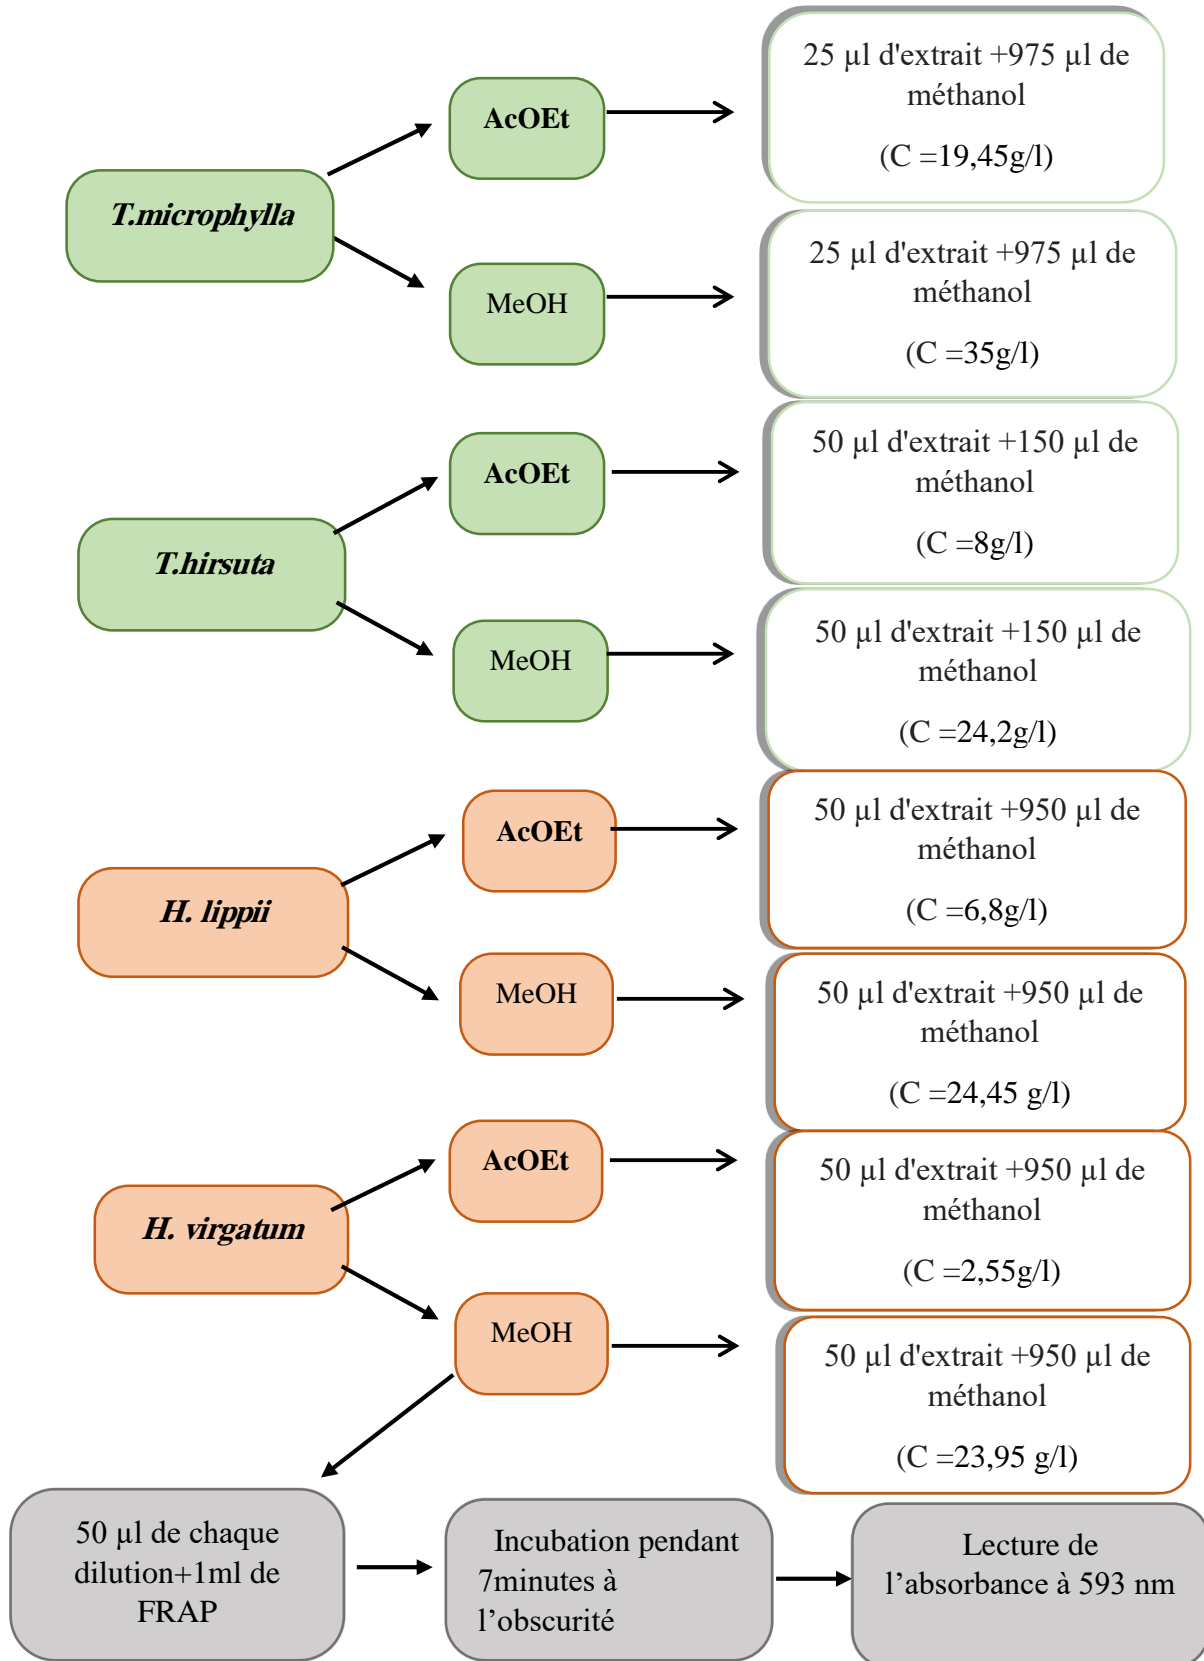 T.microphylla
AcOEt
25 µl d'extrait +975 µl de
méthanol
(C =19,45g/l)
MeOH
25 µl d'extrait +975 µl de
méthanol
(C =35g/l)
T.hirsuta
AcOEt
50 µl d'extrait +150 µl de
méthanol
(C =8g/l)
MeOH
50 µl d'extrait +150 µl de
méthanol
(C =24,2g/l)
H. lippii
AcOEt
50 µl d'extrait +950 µl de
méthanol
(C =6,8g/l)
MeOH
50 µl d'extrait +950 µl de
méthanol
(C =24,45 g/l)
H. virgatum
AcOEt
50 µl d'extrait +950 µl de
méthanol
(C =2,55g/l)
MeOH
50 µl d'extrait +950 µl de
méthanol
(C =23,95 g/l)
50 µl de chaque
dilution+1ml de
FRAP
Incubation pendant
7minutes à
l’obscurité
Lecture de
l’absorbance à 593 nm